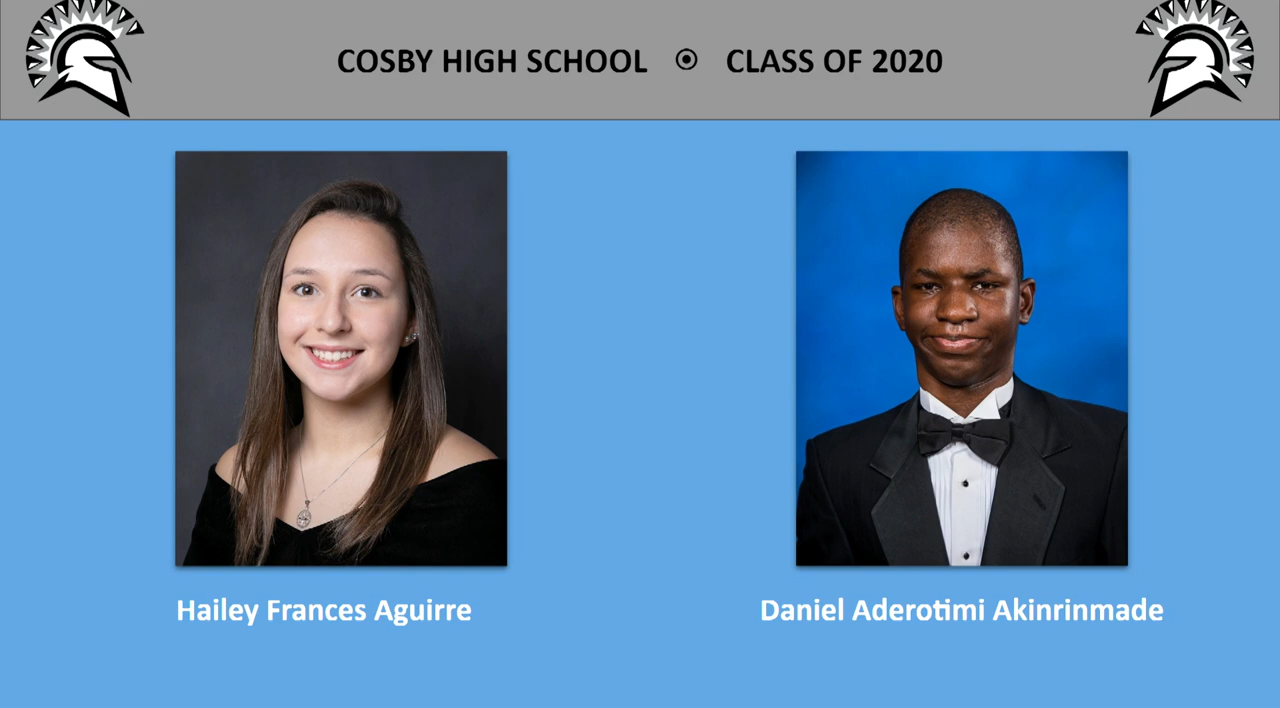 COSBY HIGH SCHOOL ⦿ CLASS OF 2020
Hailey Frances Aguirre
Daniel Aderotimi Akinrinmade